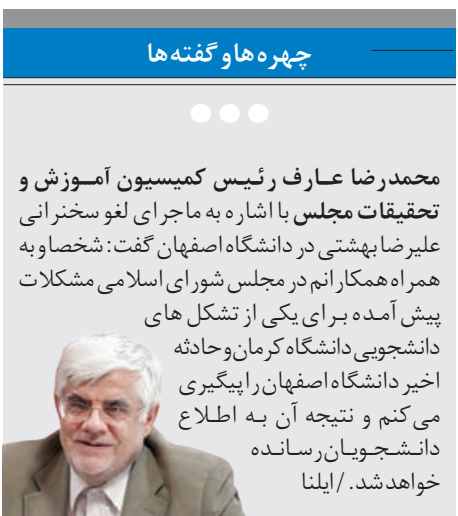 چهره‌ها و گفته‌ها
محمدرضا عارف رئیس کمیسیون آموزش و
تحقیقات مجلس با اشاره به ماجرای لغو سخنرانی
علیرضا بهشتی در دانشگاه اصفهان گفت: شخصا و به
همراه همکارانم در مجلس شورای اسلامی مشکلات
پیش آمده برای یکی از تشکل های
دانشجویی دانشگاه کرمان و حادثه
اخیر دانشگاه اصفهان را پیگیری
می‌کنم و نتیجه آن به اطلاع
دانشجویان رسانده
خواهد شد. /ایلنا